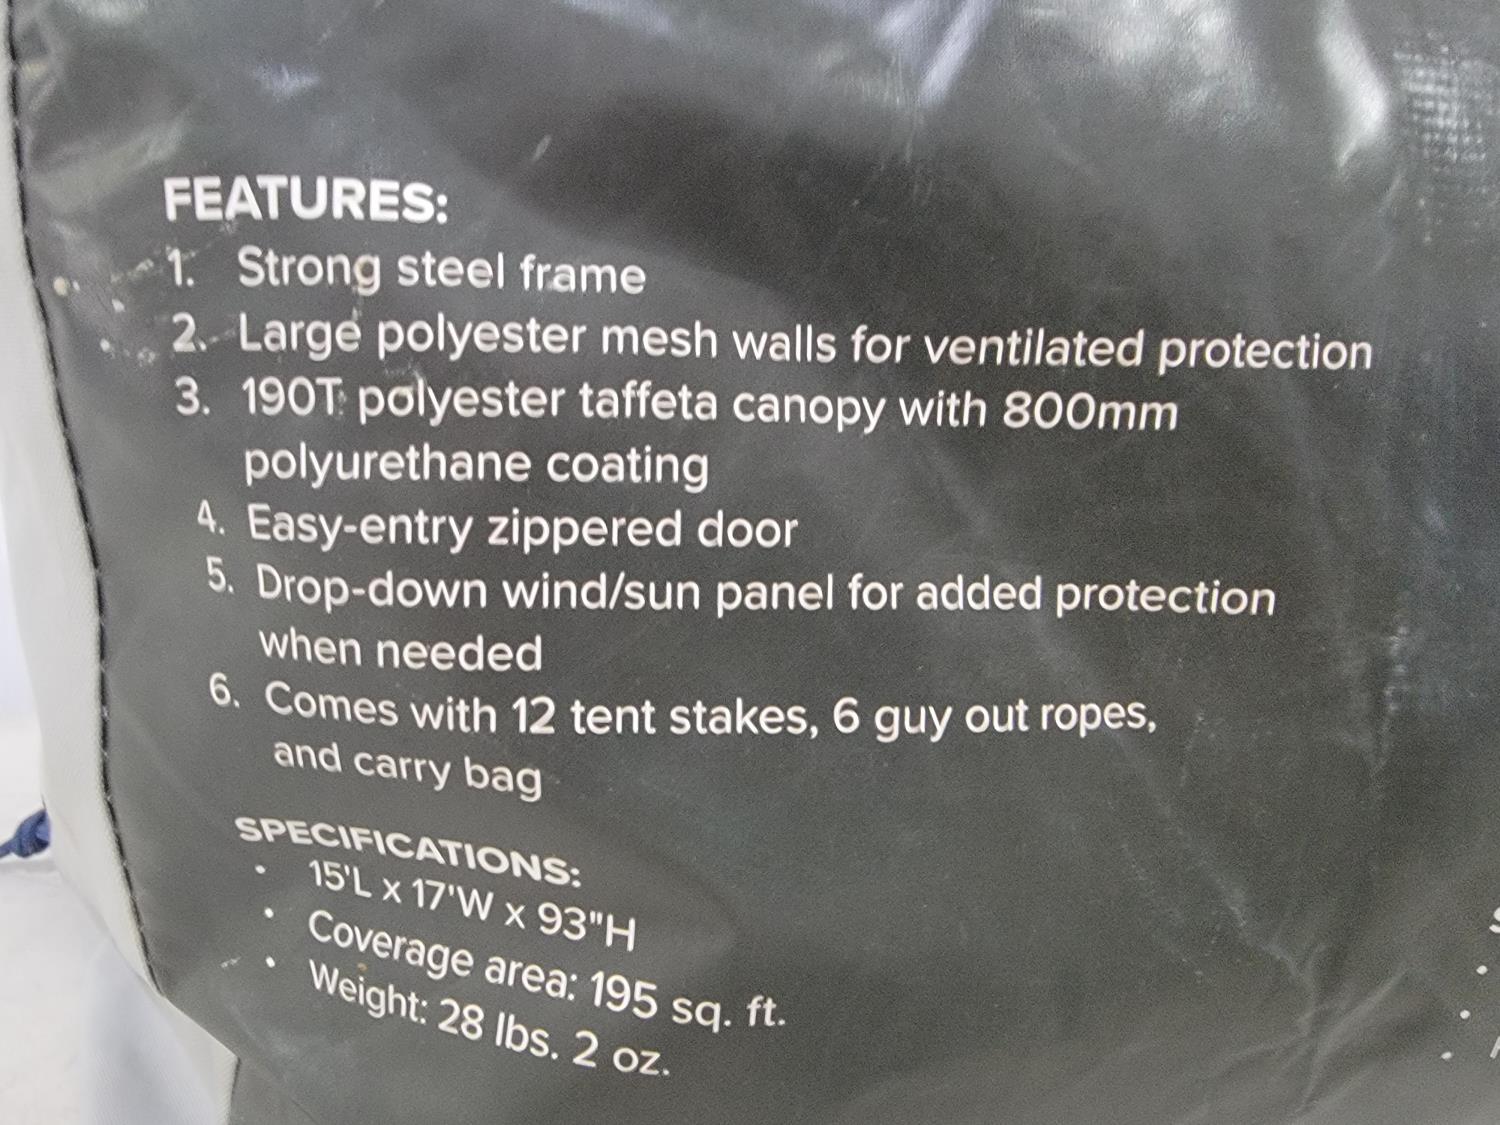 FEATURES:
1. Strong steel frame
2. Large polyester mesh walls for ventilated protection
3. 190T polyester taffeta canopy with 800mm
polyurethane coating
4. Easy-entry zippered door
5. Drop-down wind/sun panel for added protection
when needed
6. Comes with 12 tent stakes, 6 guy out ropes,
and carry bag
SPECIFICATIONS:
• 15'L x 17'W x 93"H
• Coverage area: 195 sq. ft.
• Weight: 28 lbs. 2 oz.